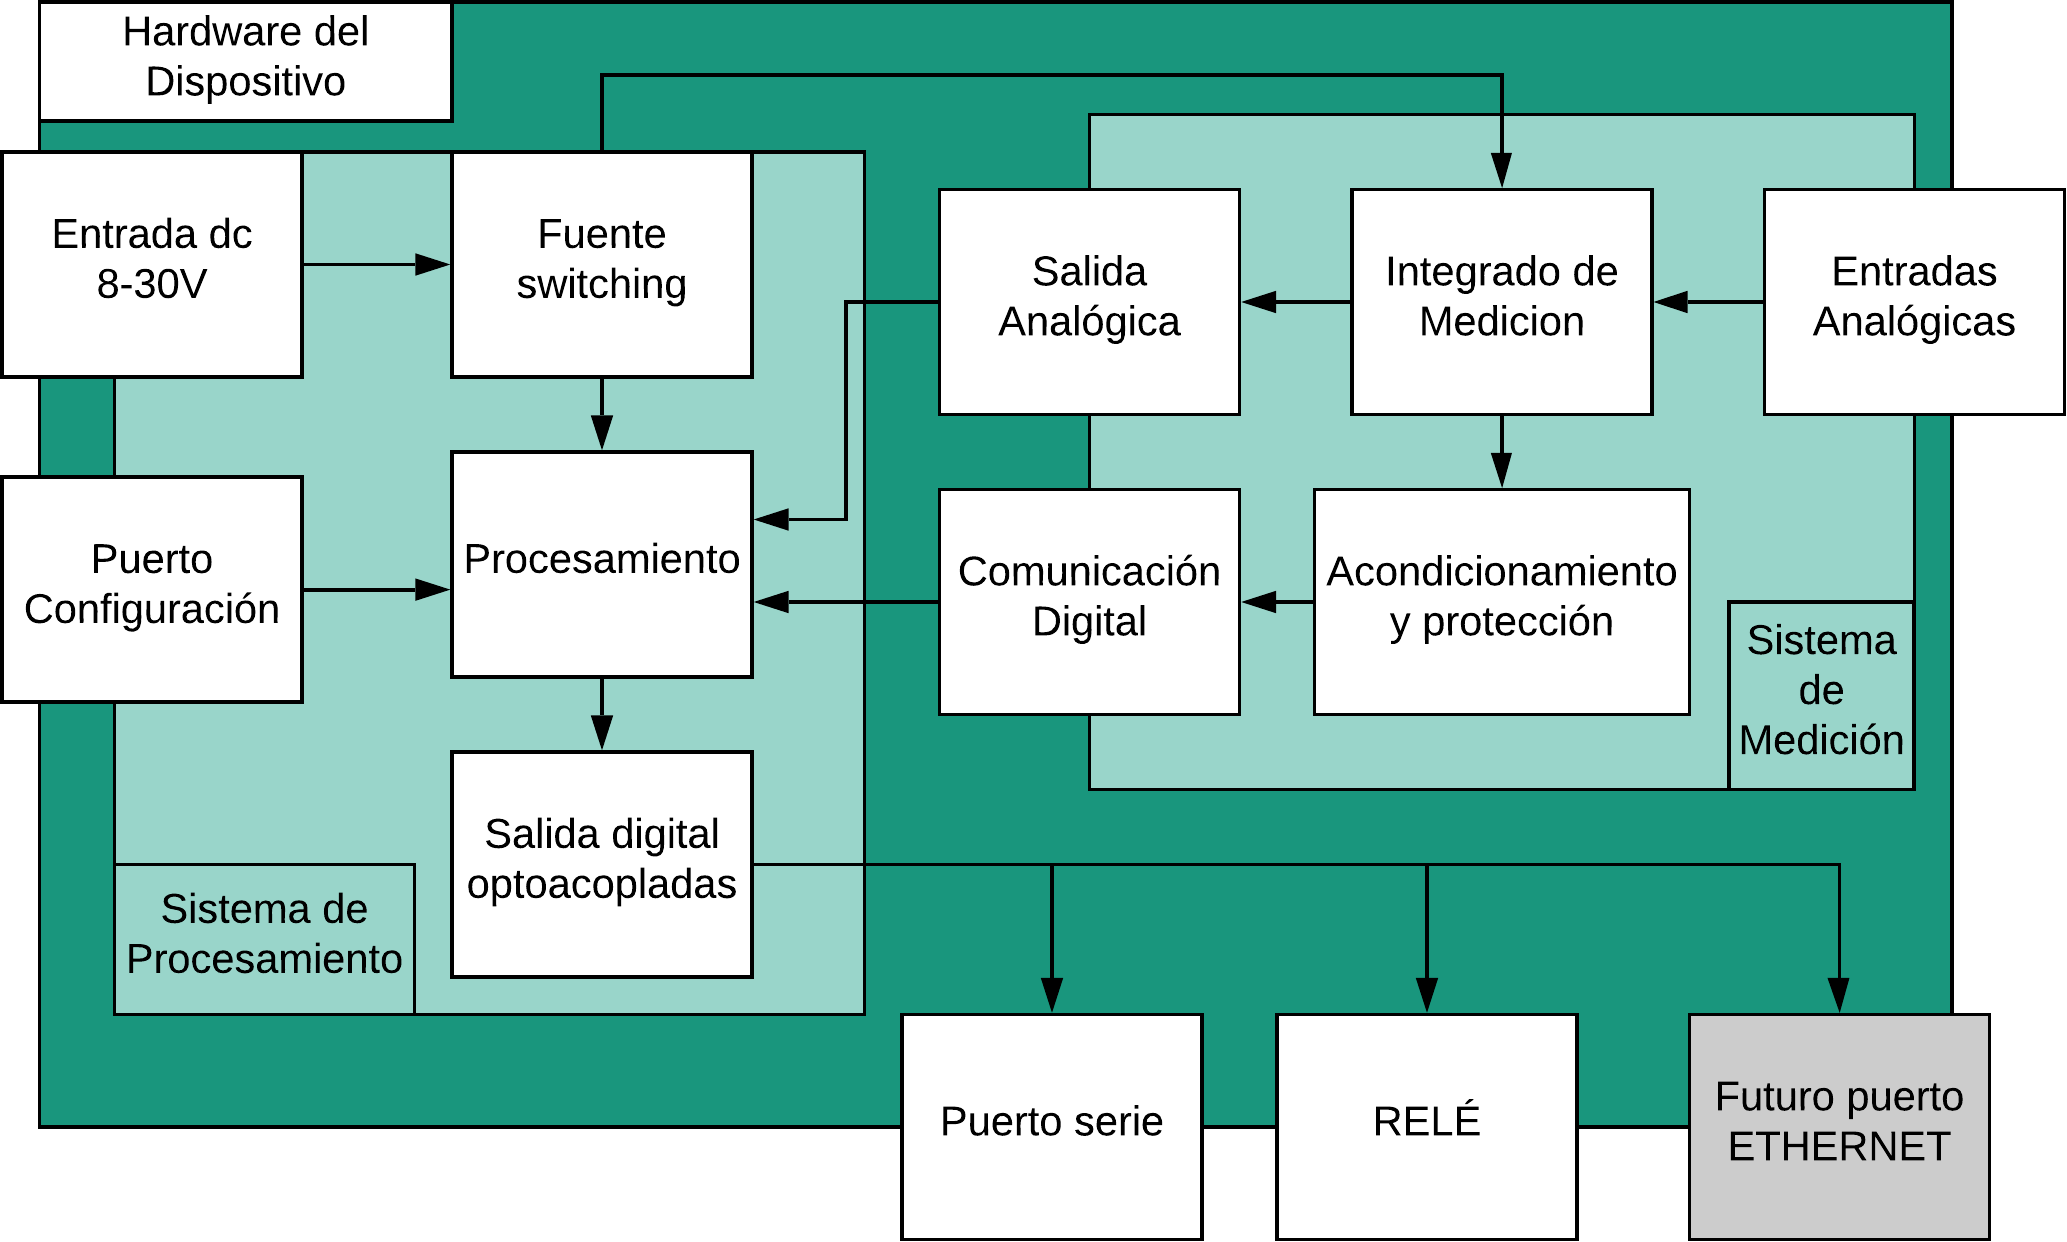 Hardware del
Dispositivo
Entrada dc
8-30V
Fuente
switching
Salida
Analógica
Integrado de
Medicion
Entradas
Analógicas
Puerto
Configuración
Procesamiento
Comunicación
Digital
Acondicionamiento
y protección
Sistema
de
Medición
Salida digital
optoacopladas
Sistema de
Procesamiento
Puerto serie
RELÉ
Futuro puerto
ETHERNET